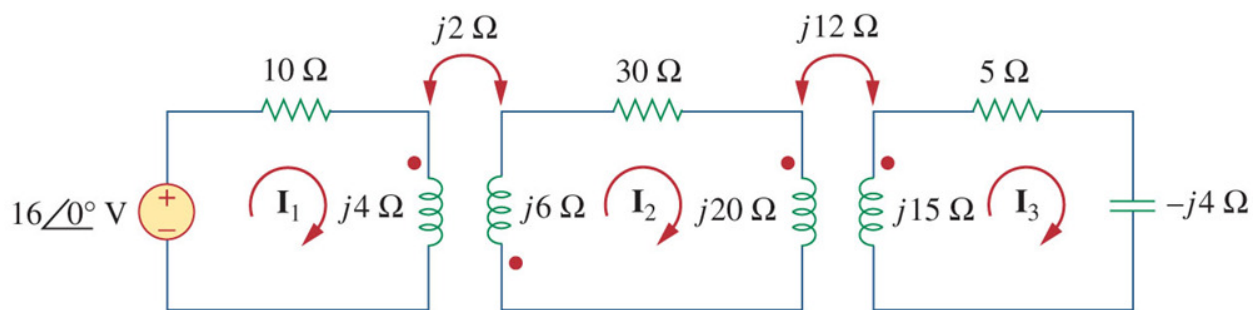 j2 Ω
j12 Ω
10 Ω
30 Ω
5 Ω
+
−
16∠0° V
I₁
j4 Ω
j6 Ω
I₂
j20 Ω
j15 Ω
I₃
−j4 Ω